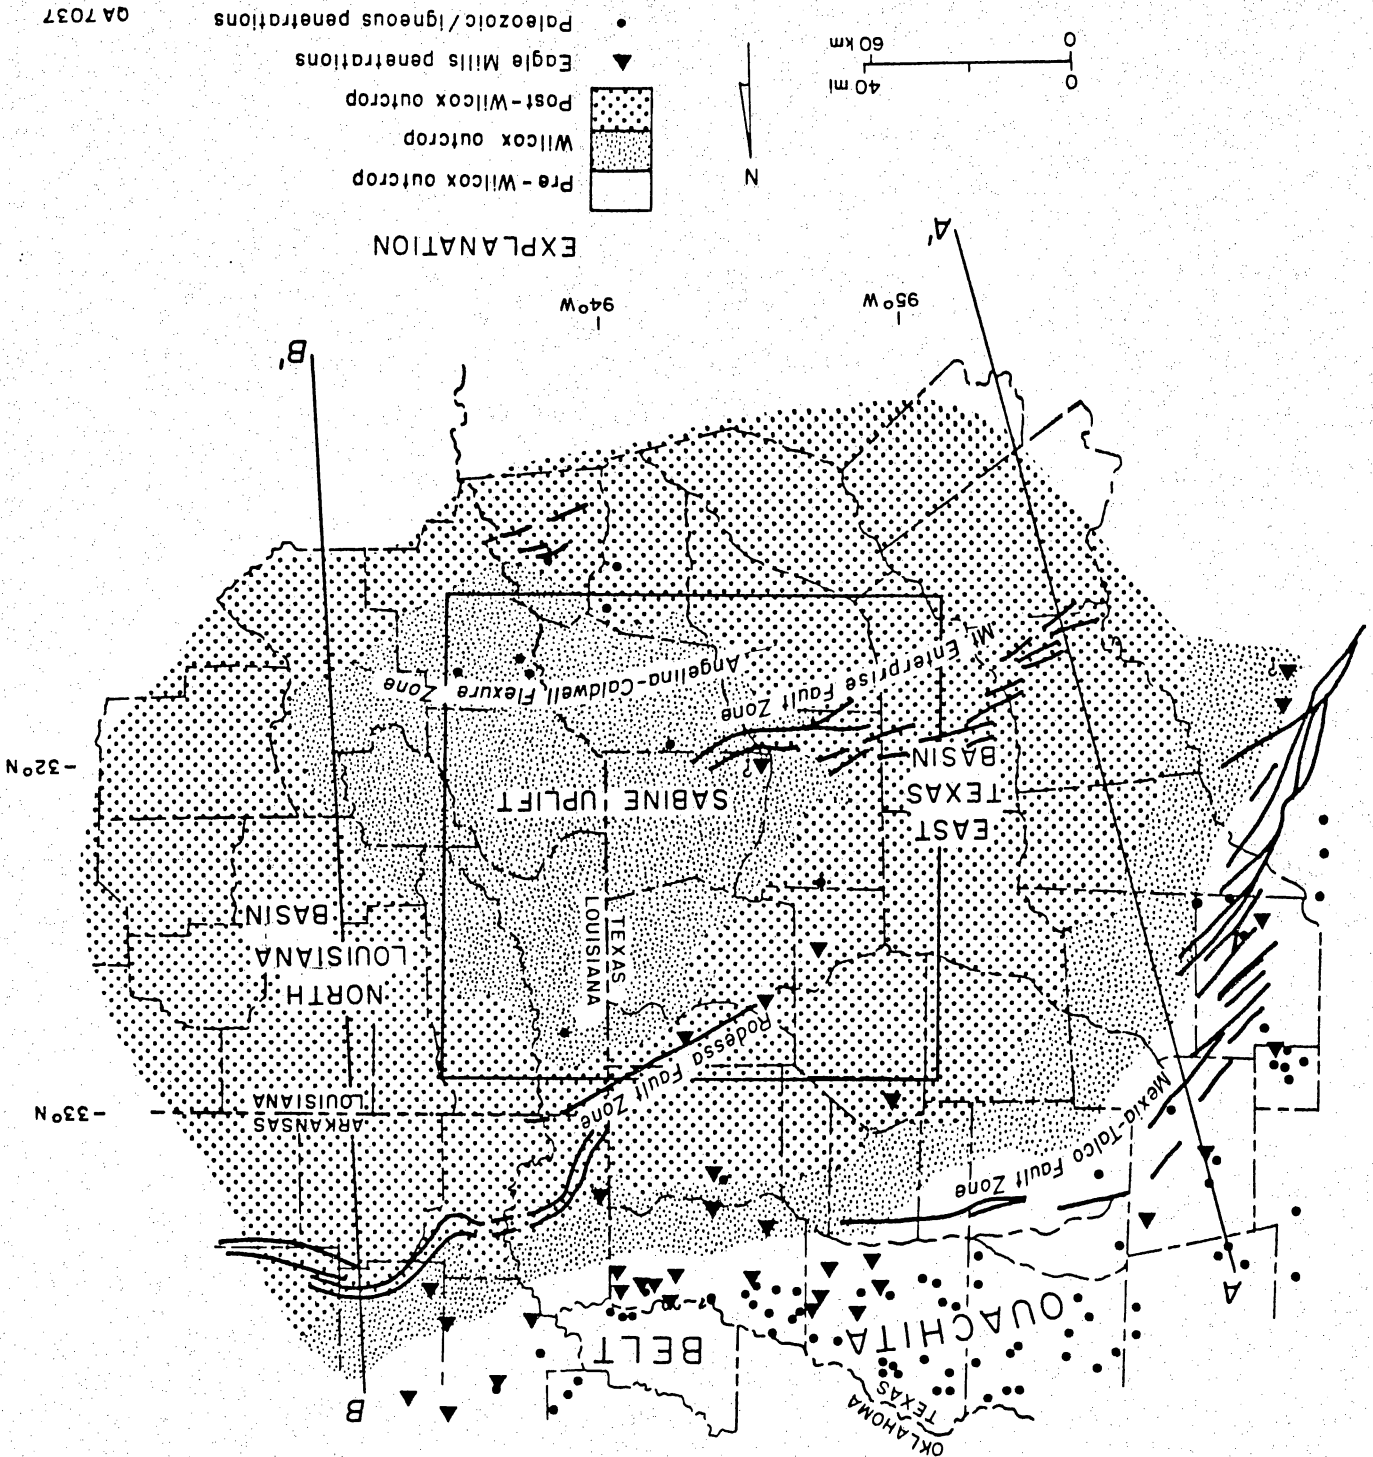 OKLAHOMA
TEXAS
B
OUACHITA
BELT
A
Mexia-Talco Fault Zone
33°N
ARKANSAS
LOUISIANA
Rodessa Fault Zone
NORTH
LOUISIANA
BASIN
TEXAS
LOUISIANA
EAST
TEXAS
BASIN
SABINE UPLIFT
?
32°N
Mt. Enterprise Fault Zone
Angelina-Caldwell Flexure Zone
?
B'
95°W
94°W
A'
EXPLANATION
N
Pre-Wilcox outcrop
Wilcox outcrop
Post-Wilcox outcrop
Eagle Mills penetrations
Paleozoic/igneous penetrations
0 40 mi
0 60 km
QA 7037